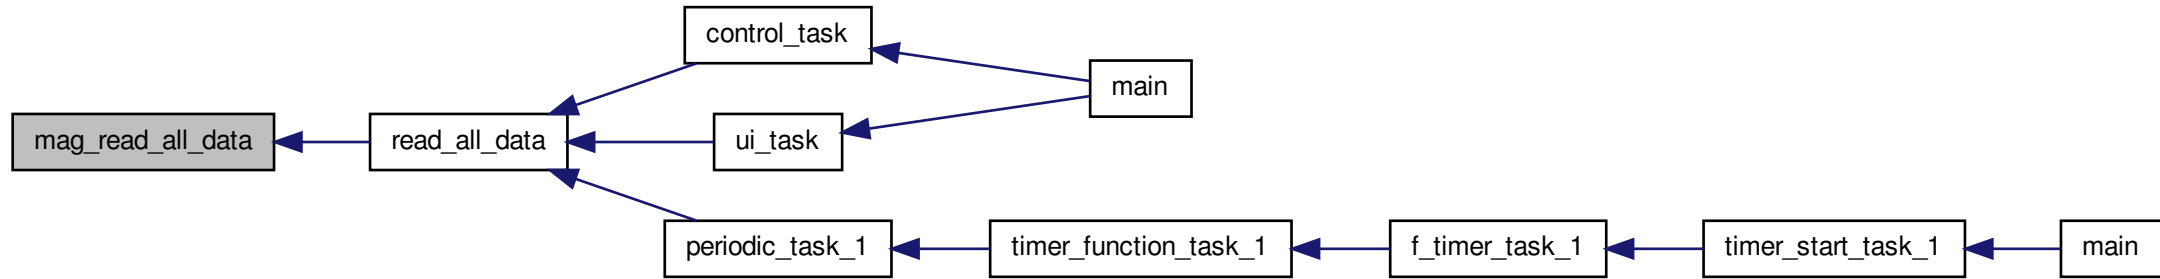 control_task
main
mag_read_all_data
read_all_data
ui_task
periodic_task_1
timer_function_task_1
f_timer_task_1
timer_start_task_1
main